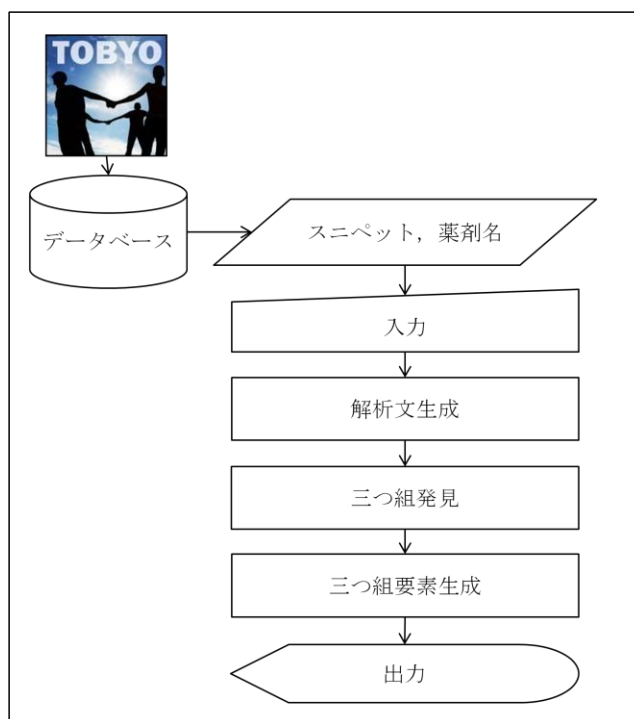 TOBYO
データベース
スニペット，薬剤名
入力
解析文生成
三つ組発見
三つ組要素生成
出力